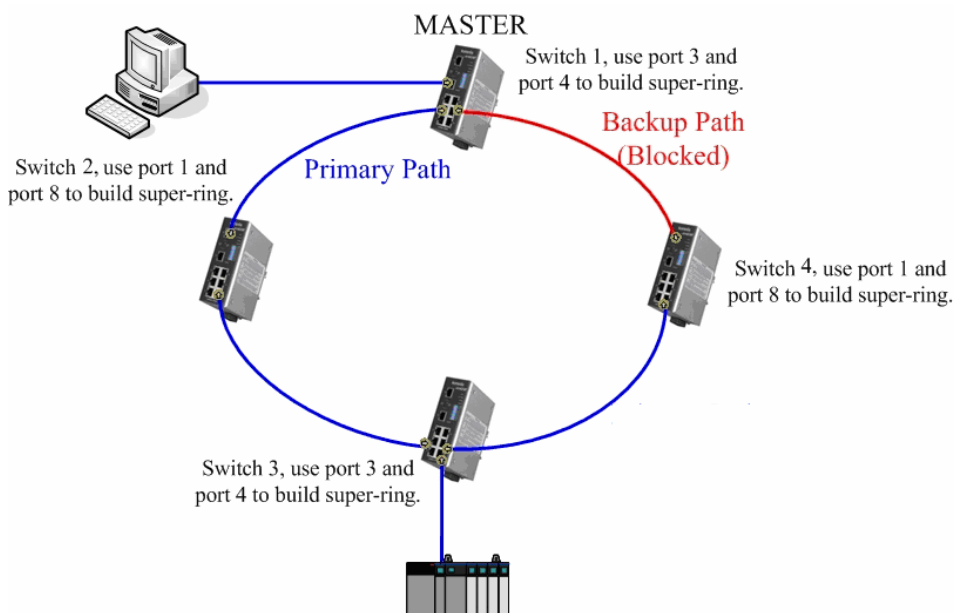 MASTER
Switch 1, use port 3 and
port 4 to build super-ring.
Backup Path
(Blocked)
Primary Path
Switch 2, use port 1 and
port 8 to build super-ring.
Switch 4, use port 1 and
port 8 to build super-ring.
Switch 3, use port 3 and
port 4 to build super-ring.